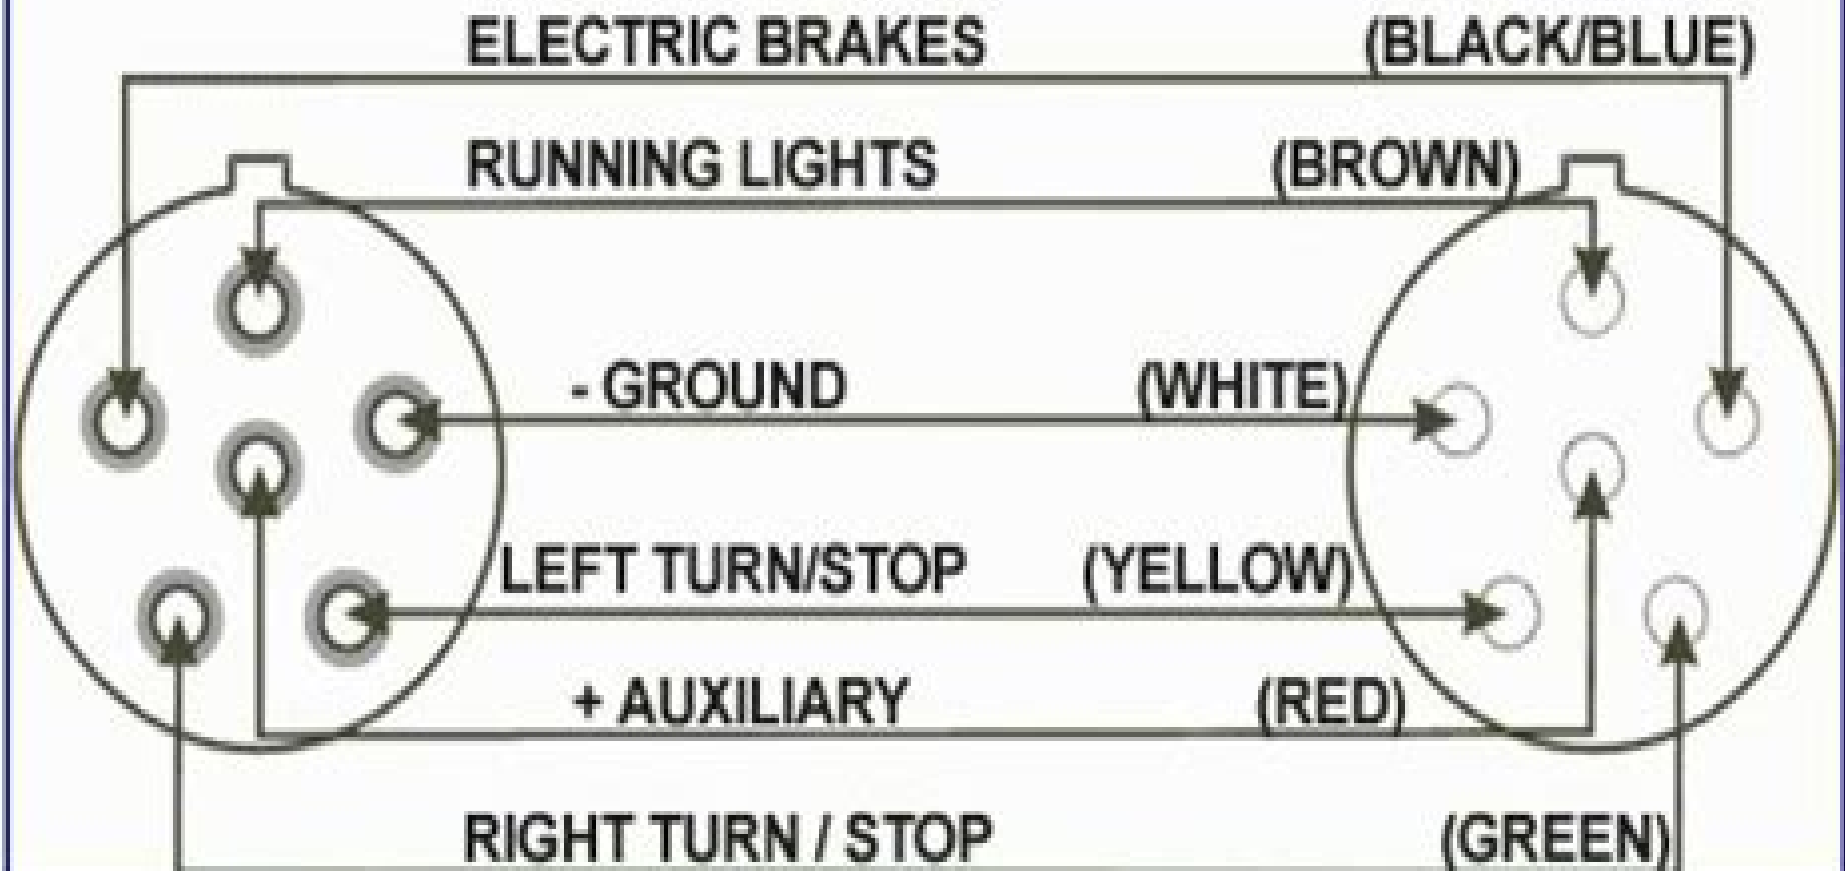 ELECTRIC BRAKES (BLACK/BLUE)
RUNNING LIGHTS (BROWN)
- GROUND (WHITE)
LEFT TURN/STOP (YELLOW)
+ AUXILIARY (RED)
RIGHT TURN / STOP (GREEN)